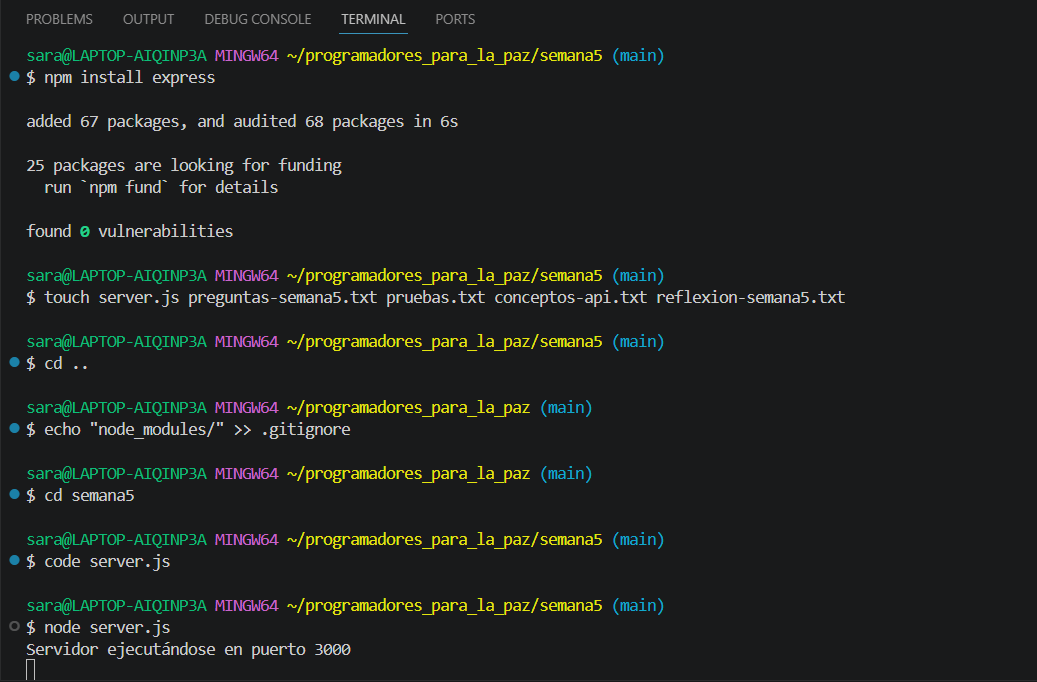 PROBLEMS OUTPUT DEBUG CONSOLE TERMINAL PORTS
sara@LAPTOP-AIQINP3A MINGW64 ~/programadores_para_la_paz/semana5 (main)
$ npm install express
added 67 packages, and audited 68 packages in 6s
25 packages are looking for funding
run `npm fund` for details
found 0 vulnerabilities
sara@LAPTOP-AIQINP3A MINGW64 ~/programadores_para_la_paz/semana5 (main)
$ touch server.js preguntas-semana5.txt pruebas.txt conceptos-api.txt reflexion-semana5.txt
sara@LAPTOP-AIQINP3A MINGW64 ~/programadores_para_la_paz/semana5 (main)
$ cd ..
sara@LAPTOP-AIQINP3A MINGW64 ~/programadores_para_la_paz (main)
$ echo "node_modules/" >> .gitignore
sara@LAPTOP-AIQINP3A MINGW64 ~/programadores_para_la_paz (main)
$ cd semana5
sara@LAPTOP-AIQINP3A MINGW64 ~/programadores_para_la_paz/semana5 (main)
$ code server.js
sara@LAPTOP-AIQINP3A MINGW64 ~/programadores_para_la_paz/semana5 (main)
$ node server.js
Servidor ejecutándose en puerto 3000